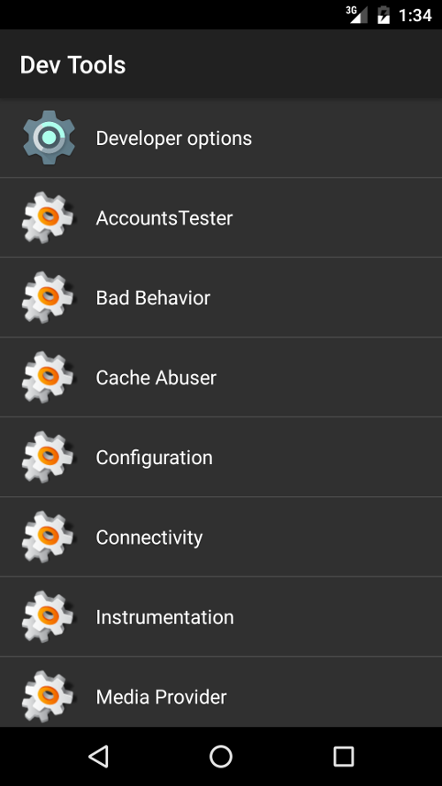 3G 1:34
Dev Tools
Developer options
AccountsTester
Bad Behavior
Cache Abuser
Configuration
Connectivity
Instrumentation
Media Provider